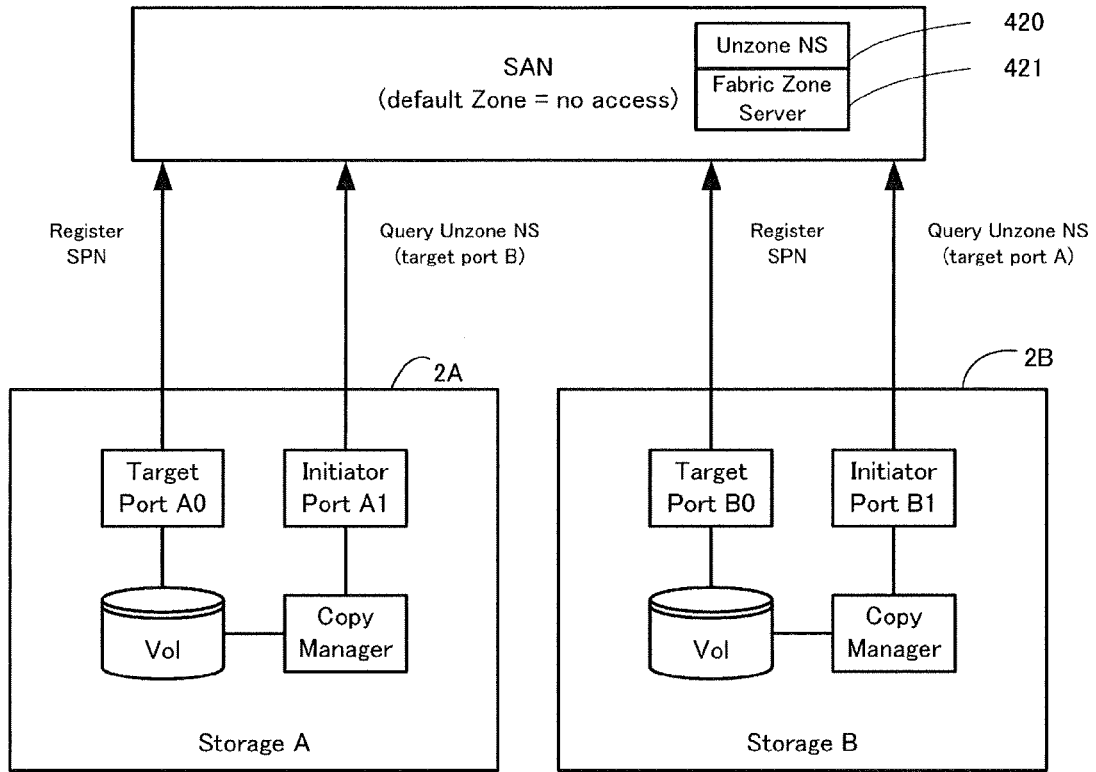 Unzone NS
420
SAN
(default Zone = no access)
Fabric Zone
Server
421
Register
SPN
Query Unzone NS
(target port B)
Register
SPN
Query Unzone NS
(target port A)
2A
2B
Target
Port A0
Initiator
Port A1
Target
Port B0
Initiator
Port B1
Vol
Copy
Manager
Vol
Copy
Manager
Storage A
Storage B